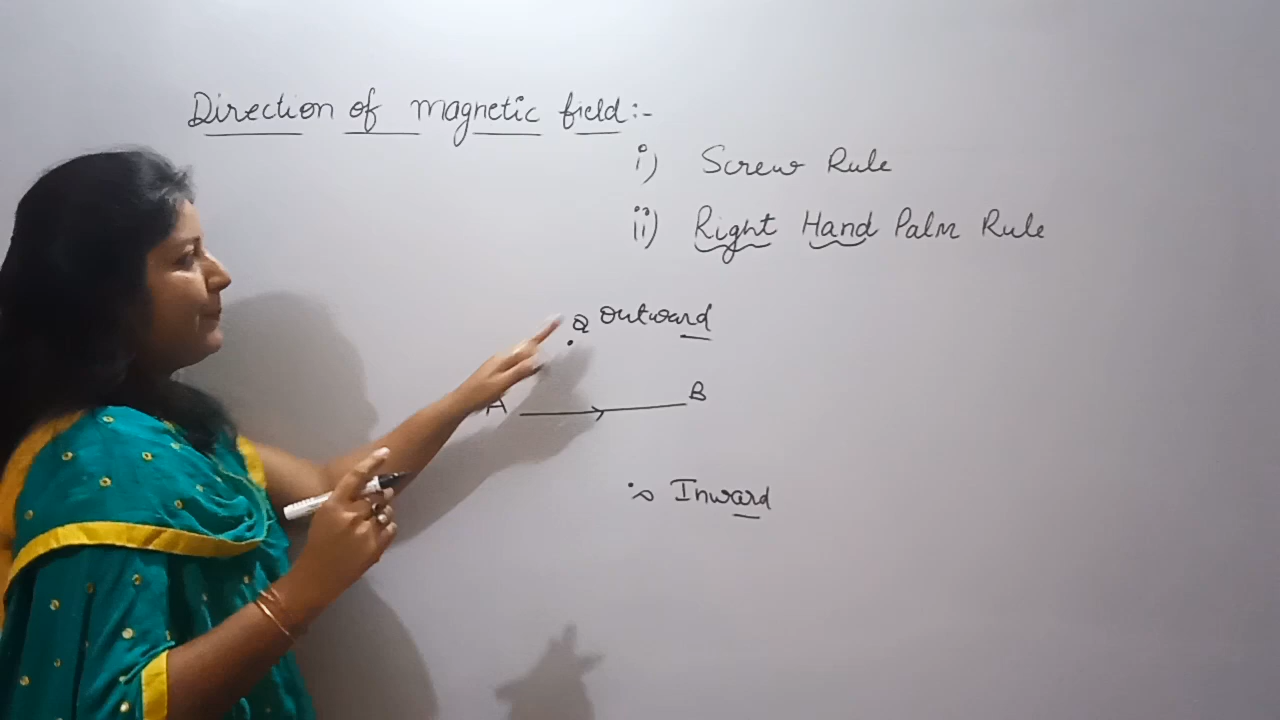 Direction of magnetic field:-
i) Screw Rule
ii) Right Hand Palm Rule
Q outward
A B
Inward